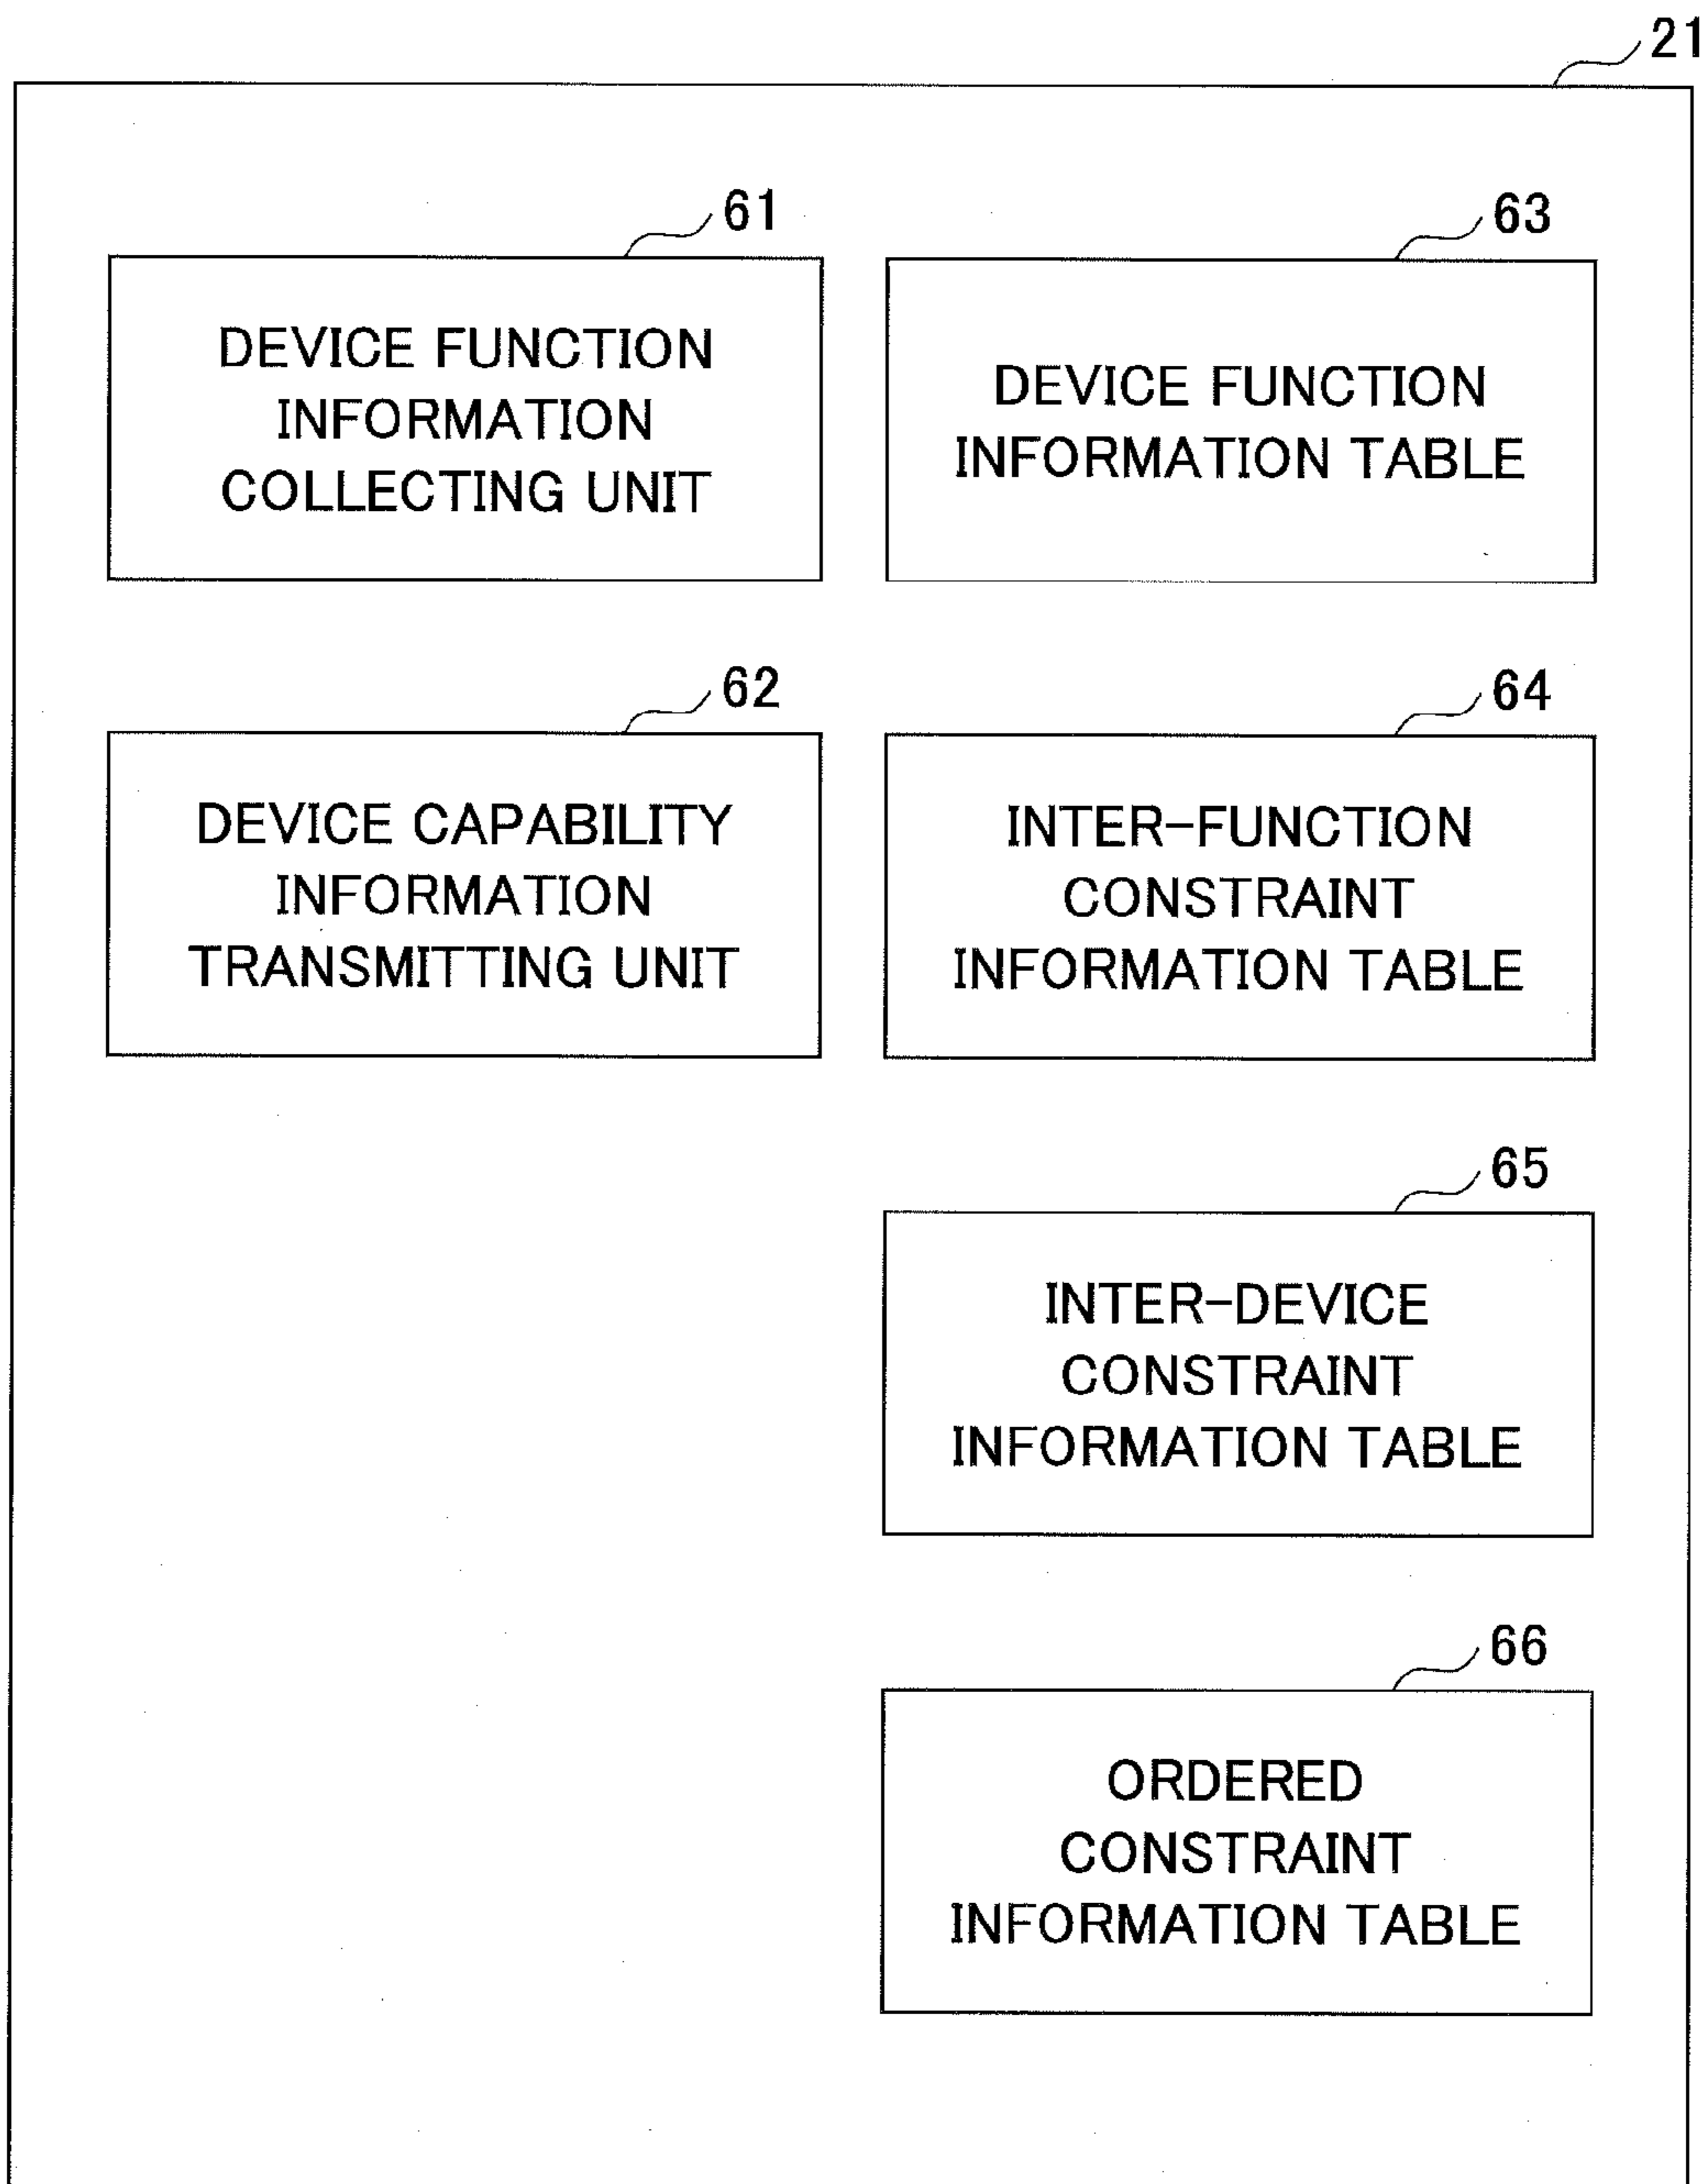 21
61
DEVICE FUNCTION
INFORMATION
COLLECTING UNIT
63
DEVICE FUNCTION
INFORMATION TABLE
62
DEVICE CAPABILITY
INFORMATION
TRANSMITTING UNIT
64
INTER-FUNCTION
CONSTRAINT
INFORMATION TABLE
65
INTER-DEVICE
CONSTRAINT
INFORMATION TABLE
66
ORDERED
CONSTRAINT
INFORMATION TABLE